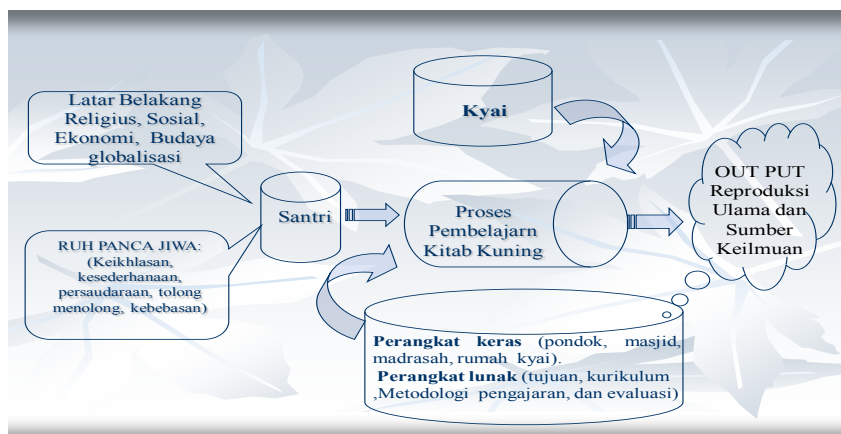 Latar Belakang
Religius, Sosial,
Ekonomi, Budaya
globalisasi
Kyai
RUH PANCA JIWA:
(Keikhlasan,
kesederhanaan,
persaudaraan, tolong
menolong, kebebasan)
Santri
Proses
Pembelajarn
Kitab Kuning
OUT PUT
Reproduksi
Ulama dan
Sumber
Keilmuan
Perangkat keras (pondok, masjid,
madrasah, rumah kyai).
Perangkat lunak (tujuan, kurikulum
,Metodologi pengajaran, dan evaluasi)